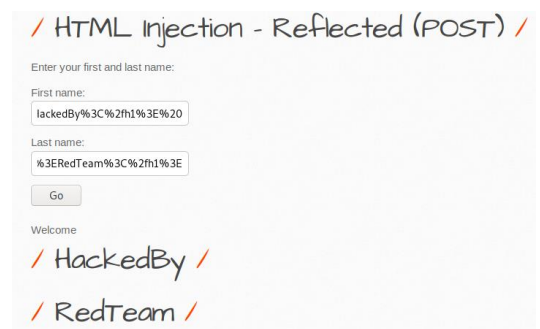 / HTML Injection - Reflected (POST) /
Enter your first and last name:
First name:
lackedBy%3C%2fh1%3E%20
Last name:
%3ERedTeam%3C%2fh1%3E
Go
Welcome
/ HackedBy /
/ RedTeam /